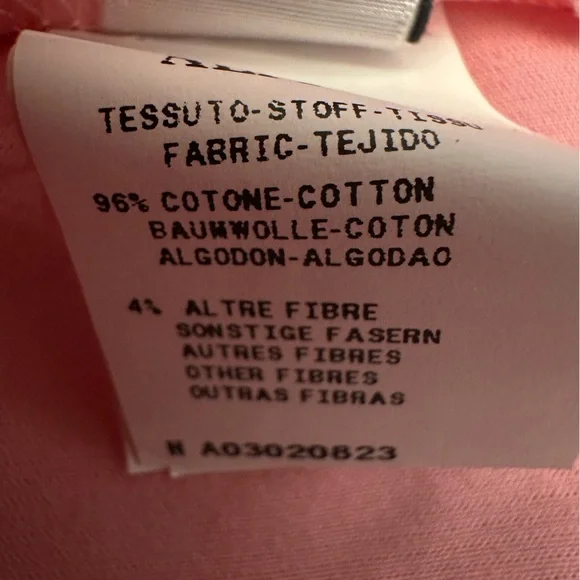 TESSUTO-STOFF-TISSU
FABRIC-TEJIDO
96% COTONE-COTTON
BAUMWOLLE-COTON
ALGODON-ALGODAO
4% ALTRE FIBRE
SONSTIGE FASERN
AUTRES FIBRES
OTHER FIBRES
OUTRAS FIBRAS
N A03020823